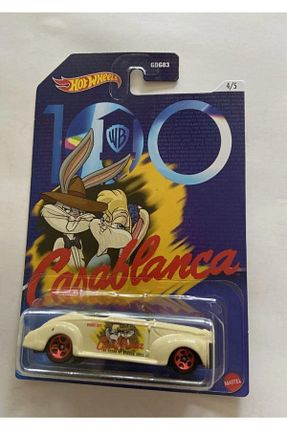 HOT WHEELS
GDG83
4/5
100
WB
Casablanca
MATTEL